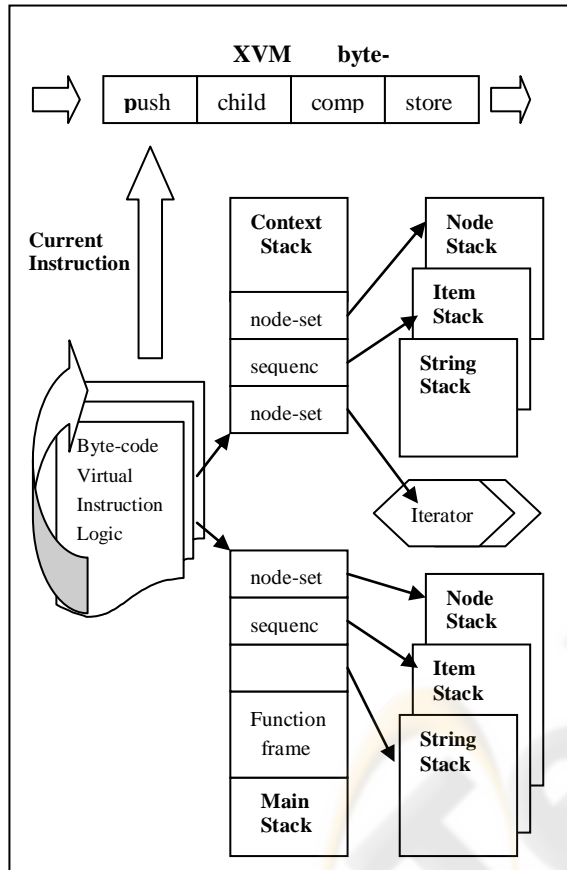 XVM byte-
push child comp store
Current
Instruction
Context
Stack
node-set
sequenc
node-set
Node
Stack
Item
Stack
String
Stack
Iterator
Byte-code
Virtual
Instruction
Logic
node-set
sequenc
Function
frame
Main
Stack
Node
Stack
Item
Stack
String
Stack